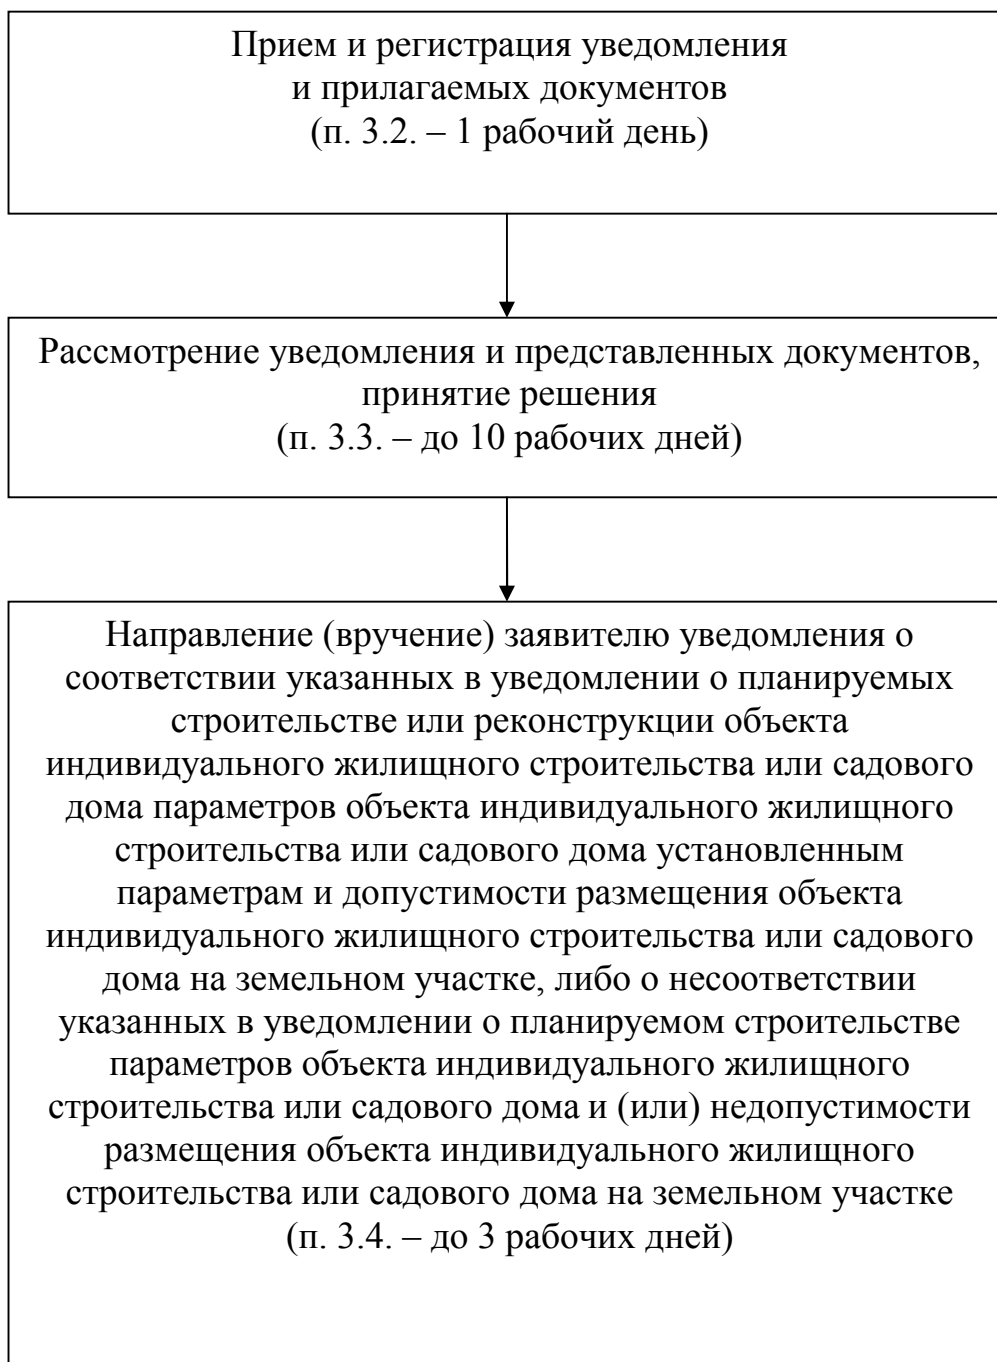 Прием и регистрация уведомления
и прилагаемых документов
(п. 3.2. – 1 рабочий день)
Рассмотрение уведомления и представленных документов,
принятие решения
(п. 3.3. – до 10 рабочих дней)
Направление (вручение) заявителю уведомления о
соответствии указанных в уведомлении о планируемых
строительстве или реконструкции объекта
индивидуального жилищного строительства или садового
дома параметров объекта индивидуального жилищного
строительства или садового дома установленным
параметрам и допустимости размещения объекта
индивидуального жилищного строительства или садового
дома на земельном участке, либо о несоответствии
указанных в уведомлении о планируемом строительстве
параметров объекта индивидуального жилищного
строительства или садового дома и (или) недопустимости
размещения объекта индивидуального жилищного
строительства или садового дома на земельном участке
(п. 3.4. – до 3 рабочих дней)